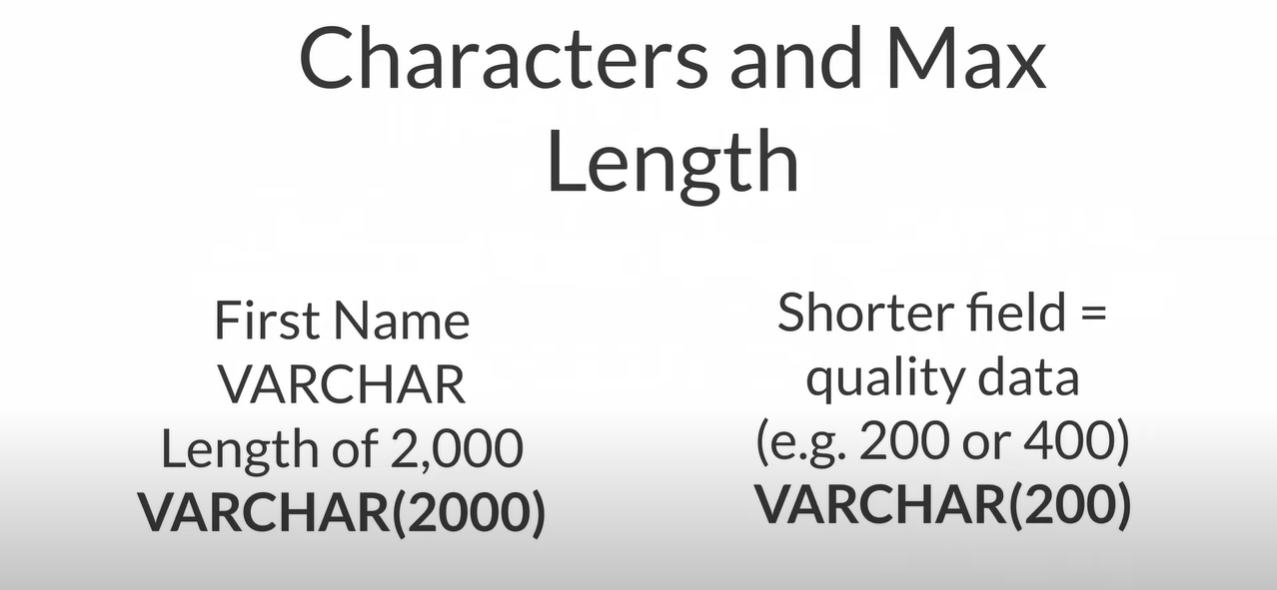 Characters and Max
Length
First Name
VARCHAR
Length of 2,000
VARCHAR(2000)
Shorter field =
quality data
(e.g. 200 or 400)
VARCHAR(200)